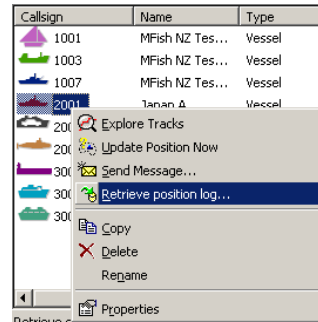 Callsign Name Type
1001 MFish NZ Tes... Vessel
1003 MFish NZ Tes... Vessel
1007 MFish NZ Tes... Vessel
2001 Japan A Vessel
Explore Tracks
Update Position Now
Send Message...
Retrieve position log...
Copy
Delete
Rename
Properties